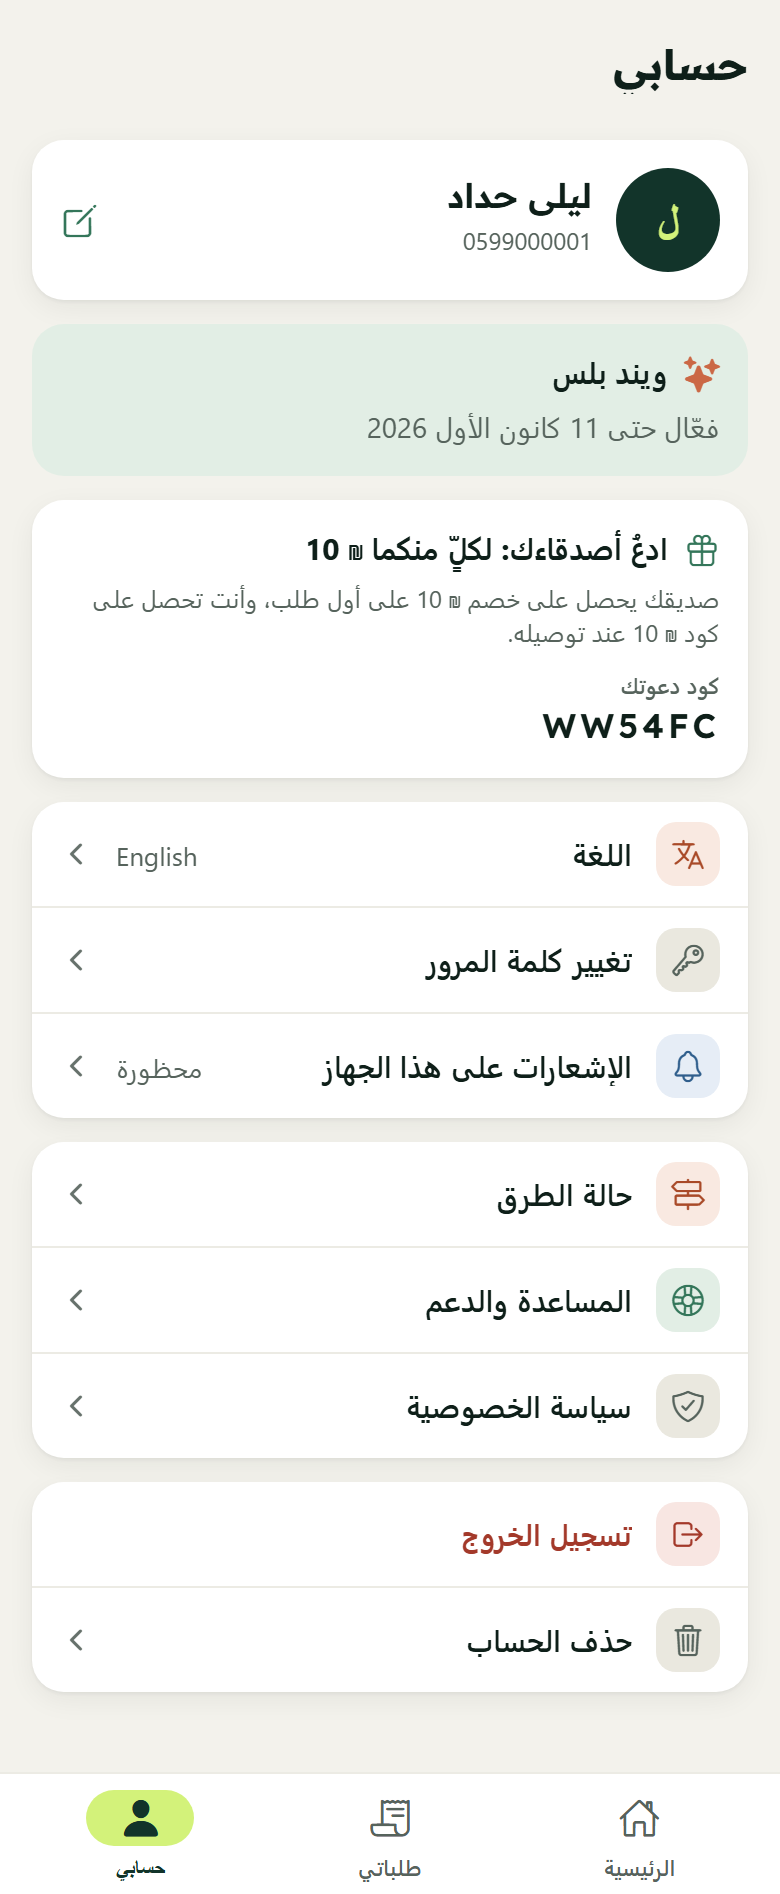 حسابي
ل
ليلى حداد
0599000001
ويند بلس
فعّال حتى 11 كانون الأول 2026
ادعُ أصدقاءك: لكلٍّ منكما ₪ 10
صديقك يحصل على خصم ₪ 10 على أول طلب، وأنت تحصل على
كود ₪ 10 عند توصيله.
كود دعوتك
WW54FC
اللغة English
تغيير كلمة المرور
الإشعارات على هذا الجهاز محظورة
حالة الطرق
المساعدة والدعم
سياسة الخصوصية
تسجيل الخروج
حذف الحساب
الرئيسية طلباتي حسابي